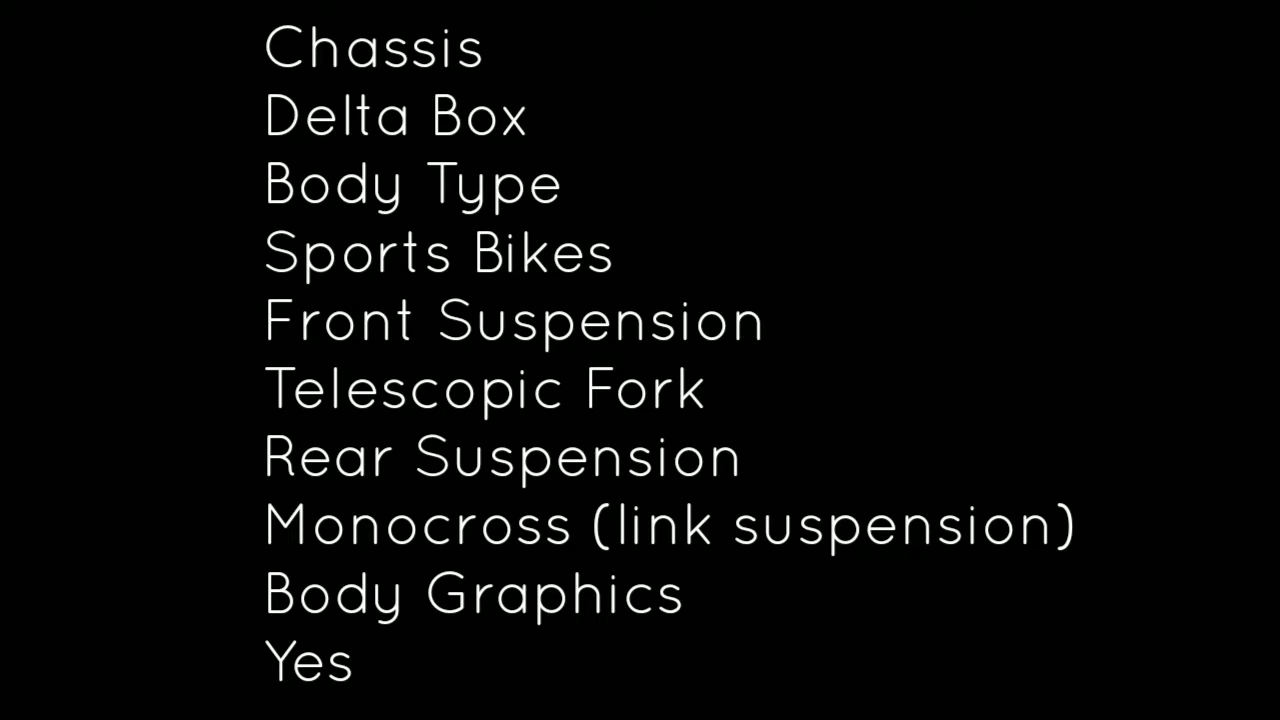 Chassis
Delta Box
Body Type
Sports Bikes
Front Suspension
Telescopic Fork
Rear Suspension
Monocross (link suspension)
Body Graphics
Yes